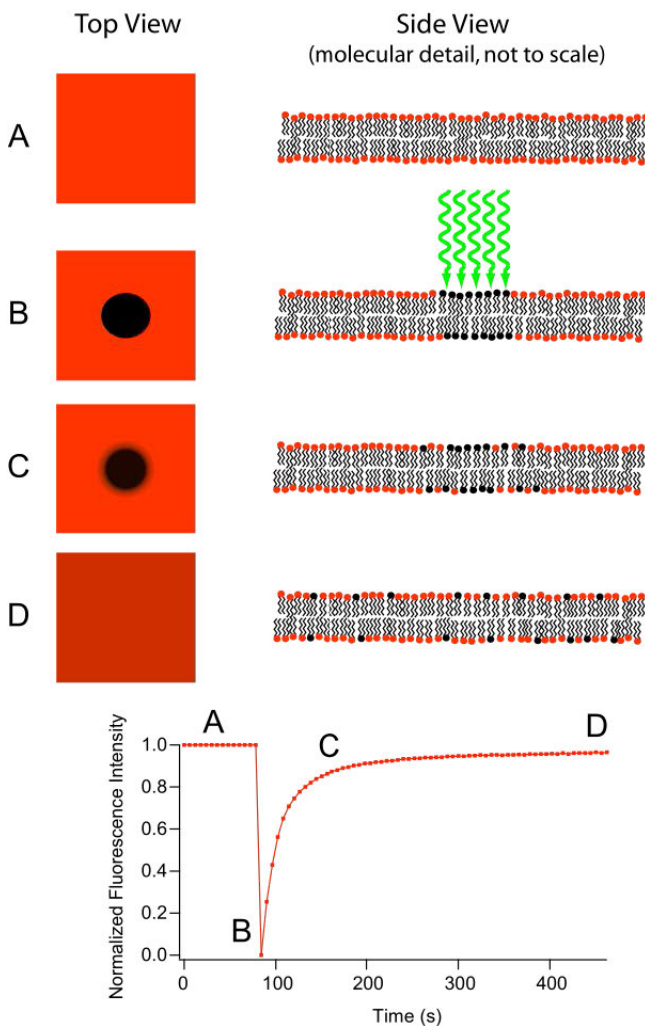 Top View
Side View
(molecular detail, not to scale)
A
B
C
D
A
B
C
D
Normalized Fluorescence Intensity
1.0
0.8
0.6
0.4
0.2
0.0
0
100
200
300
400
Time (s)